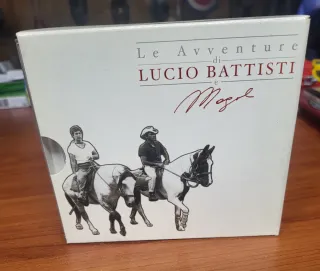 Le Avventure
di
LUCIO BATTISTI
e
Mogol